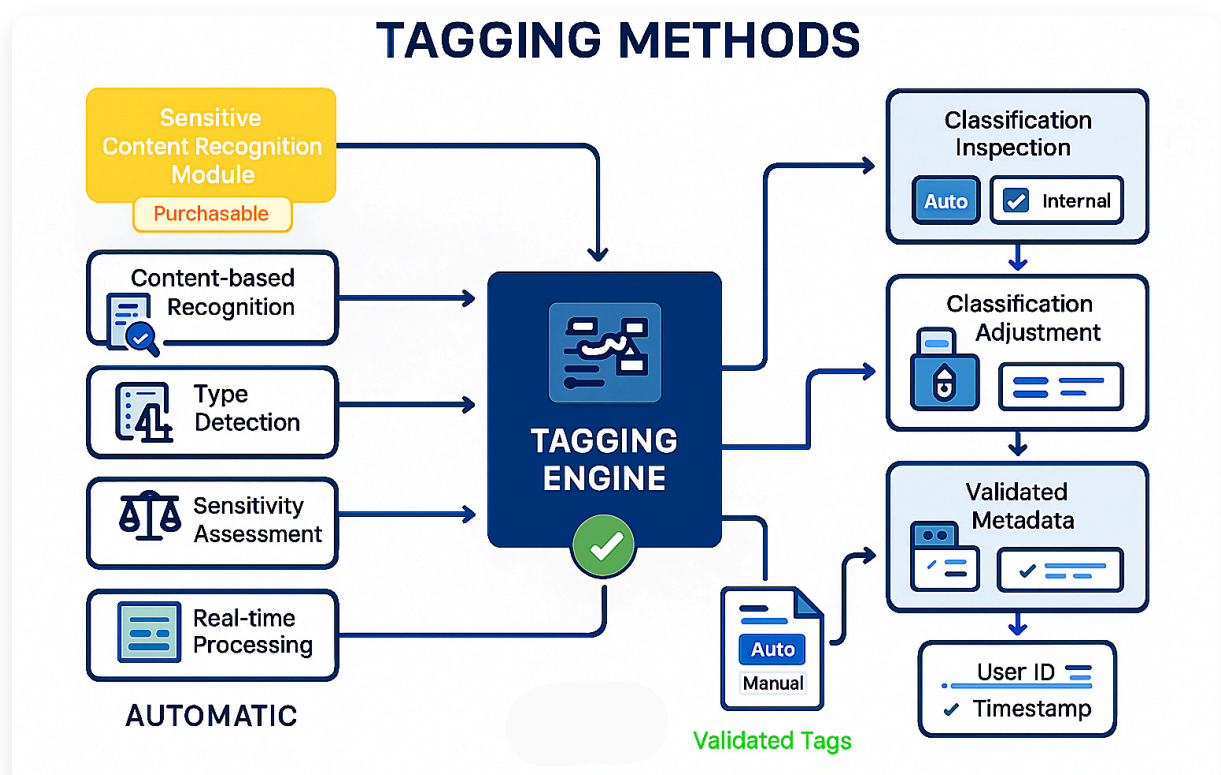 TAGGING METHODS
Sensitive
Content Recognition
Module
Purchasable
Content-based
Recognition
Type
Detection
Sensitivity
Assessment
Real-time
Processing
AUTOMATIC
TAGGING
ENGINE
Auto
Manual
Validated Tags
Classification
Inspection
Auto
Internal
Classification
Adjustment
Validated
Metadata
User ID
Timestamp